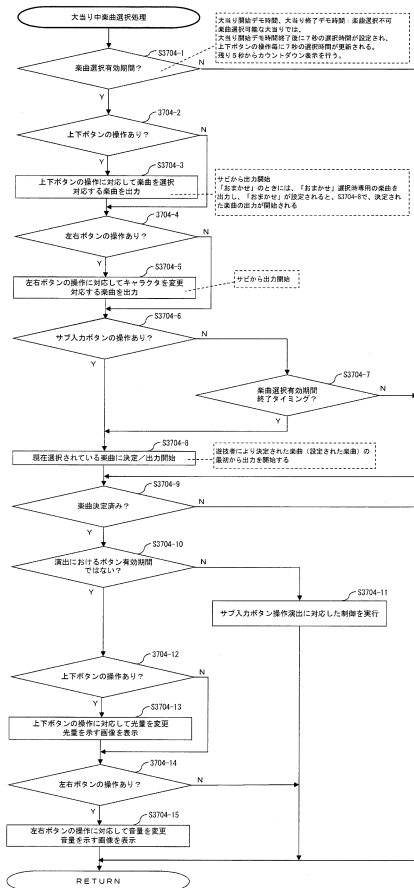 大当り中楽曲選択処理
大当り開始デモ時間、大当り終了デモ時間：楽曲選択不可
楽曲選択可能な大当りでは、
大当り開始デモ時間終了後に７秒の選択時間が設定され、
上下ボタンの操作毎に７秒の選択時間が更新される。
残り５秒からカウントダウン表示を行う。
S3704-1
楽曲選択有効期間？
N
Y
3704-2
上下ボタンの操作あり？
N
Y
S3704-3
上下ボタンの操作に対応して楽曲を選択
対応する楽曲を出力
サビから出力開始
「おまかせ」のときには、「おまかせ」選択時専用の楽曲を
出力し、「おまかせ」が設定されると、S3704-8で、決定され
た楽曲の出力が開始される
3704-4
左右ボタンの操作あり？
N
Y
S3704-5
左右ボタンの操作に対応してキャラクタを変更
対応する楽曲を出力
サビから出力開始
S3704-6
サブ入力ボタンの操作あり？
N
Y
S3704-7
楽曲選択有効期間
終了タイミング？
N
Y
S3704-8
現在選択されている楽曲に決定／出力開始
遊技者により決定された楽曲（設定された楽曲）の
最初から出力を開始する
S3704-9
楽曲決定済み？
N
Y
S3704-10
演出におけるボタン有効期間
ではない？
N
Y
S3704-11
サブ入力ボタン操作演出に対応した制御を実行
3704-12
上下ボタンの操作あり？
N
Y
S3704-13
上下ボタンの操作に対応して光量を変更
光量を示す画像を表示
3704-14
左右ボタンの操作あり？
N
Y
S3704-15
左右ボタンの操作に対応して音量を変更
音量を示す画像を表示
RETURN